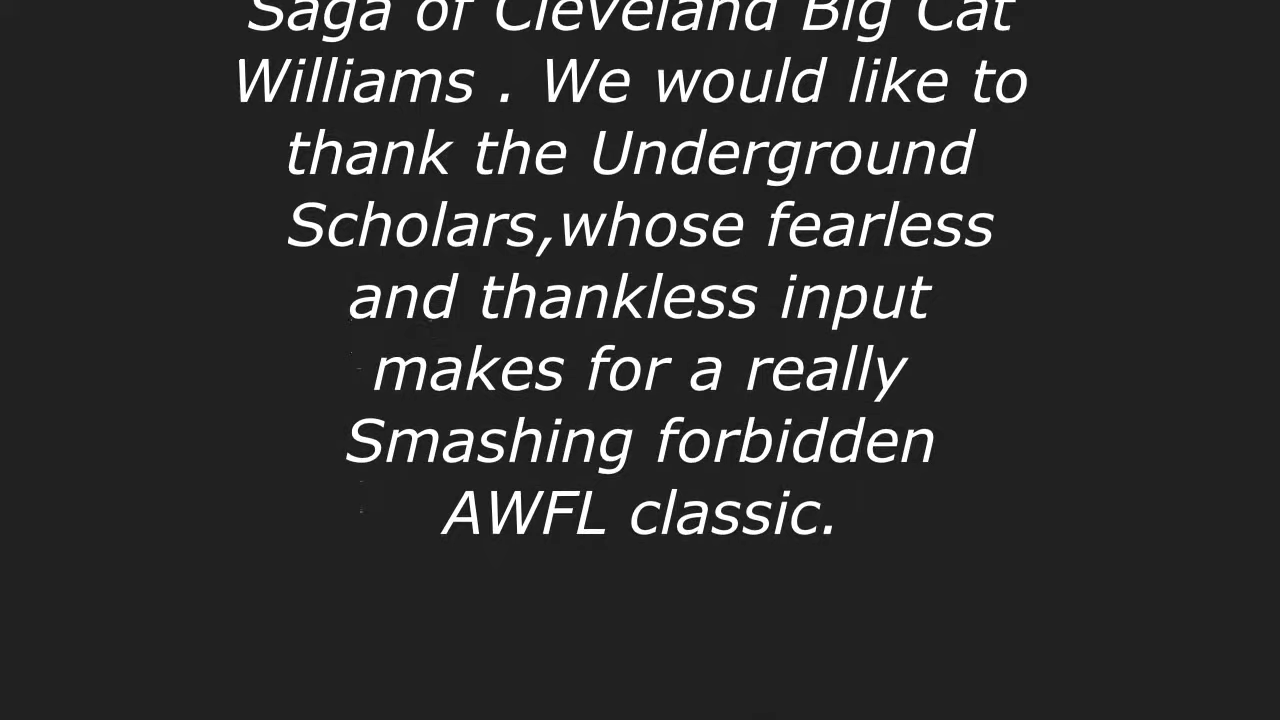 Saga of Cleveland Big Cat
Williams . We would like to
thank the Underground
Scholars,whose fearless
and thankless input
makes for a really
Smashing forbidden
AWFL classic.